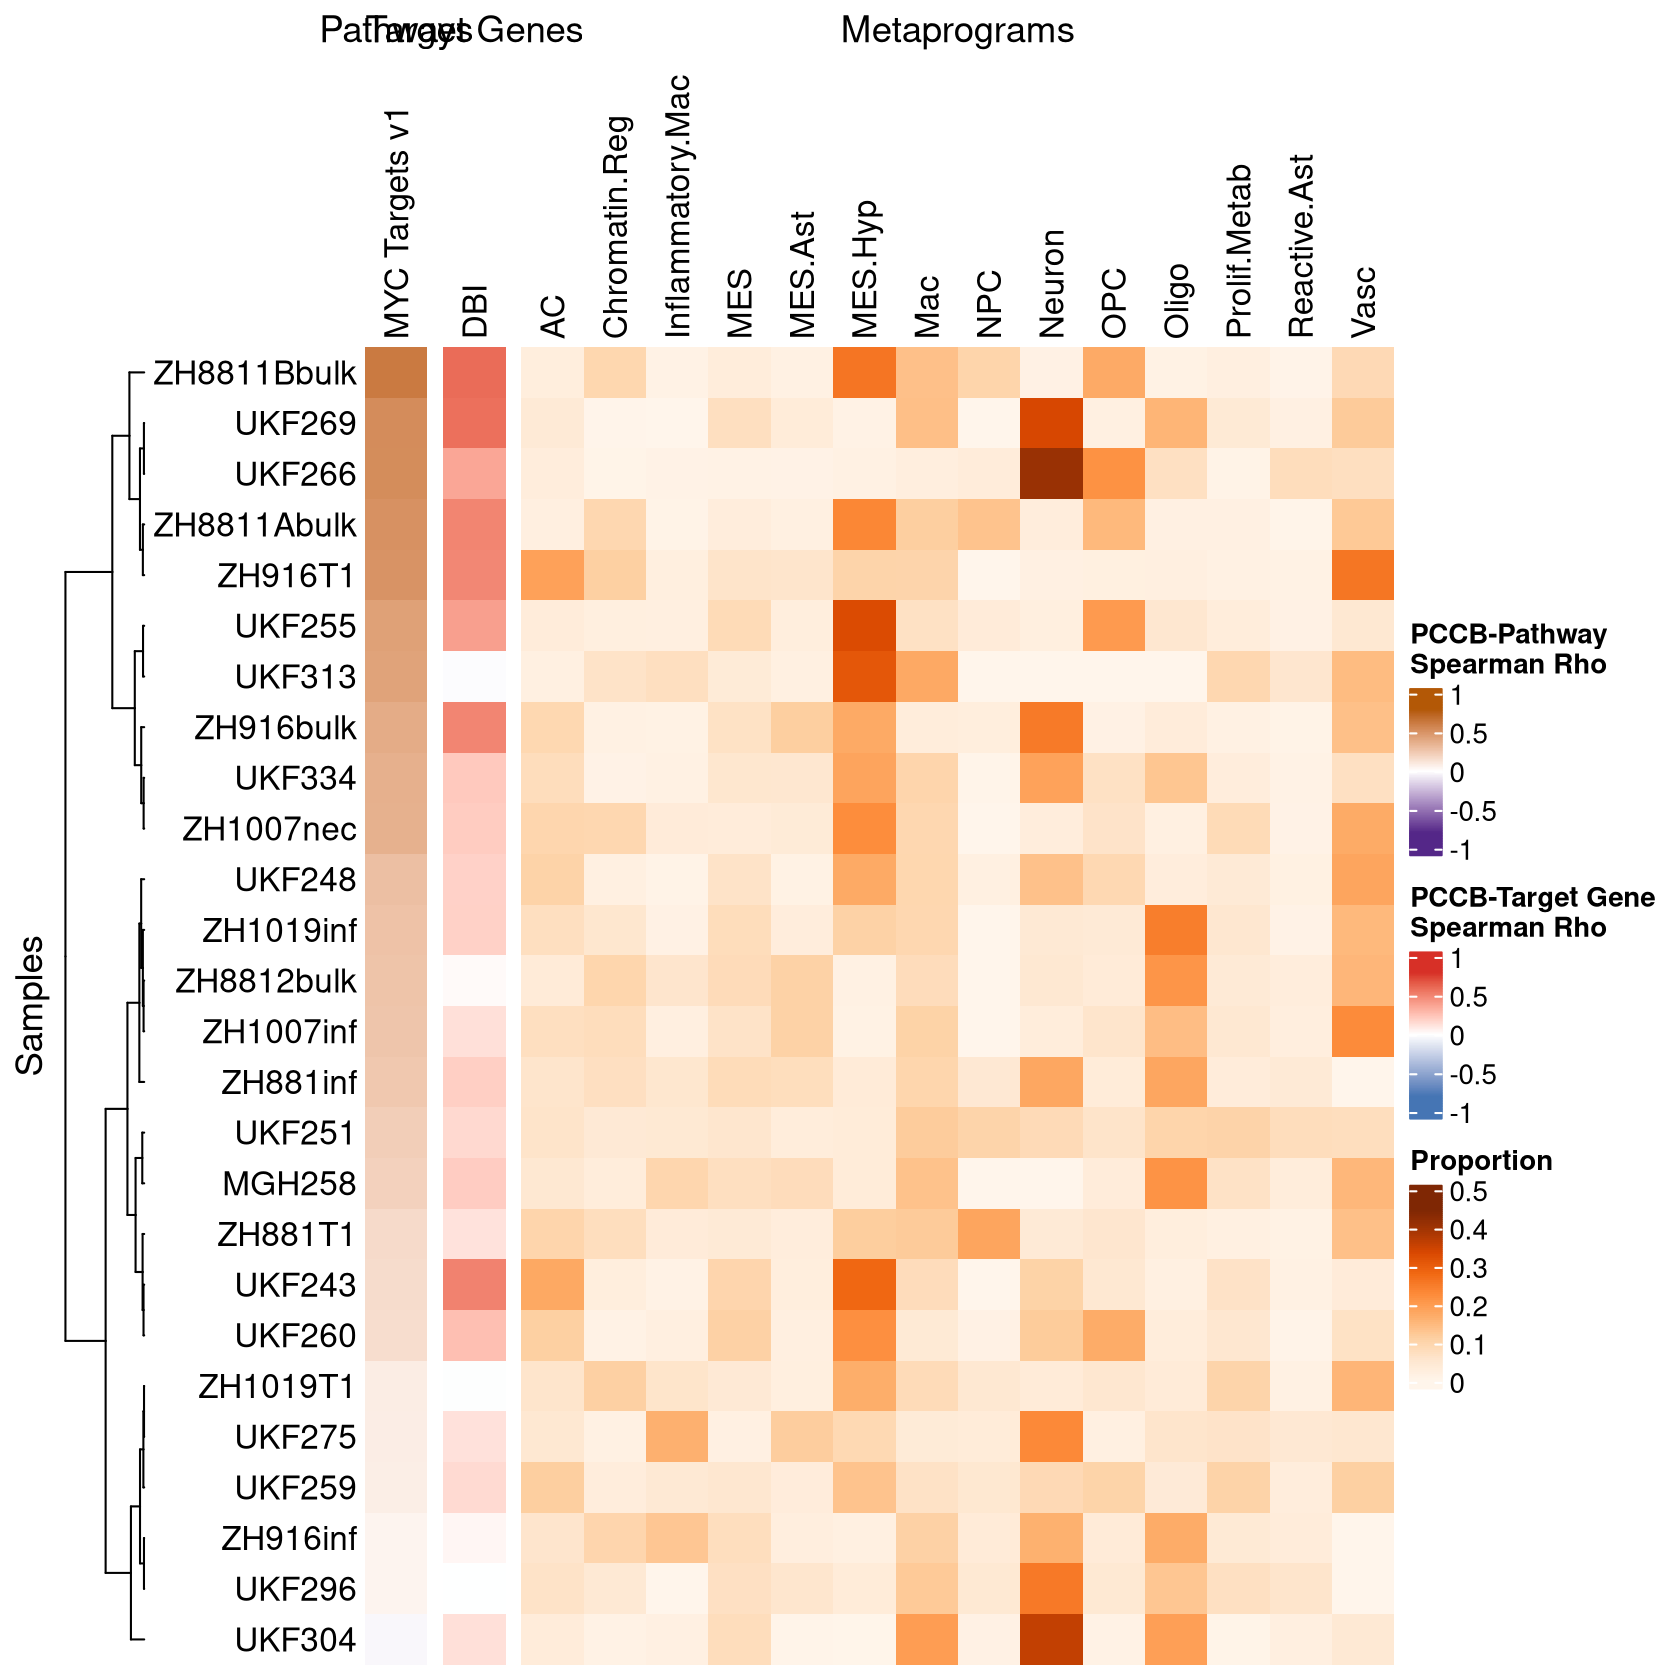 Pathways
Target Genes
Metaprograms
MYC Targets v1
DBI
AC
Chromatin.Reg
Inflammatory.Mac
MES
MES.Ast
MES.Hyp
Mac
NPC
Neuron
OPC
Oligo
Prolif.Metab
Reactive.Ast
Vasc
Samples
ZH8811Bbulk
UKF269
UKF266
ZH8811Abulk
ZH916T1
UKF255
UKF313
ZH916bulk
UKF334
ZH1007nec
UKF248
ZH1019inf
ZH8812bulk
ZH1007inf
ZH881inf
UKF251
MGH258
ZH881T1
UKF243
UKF260
ZH1019T1
UKF275
UKF259
ZH916inf
UKF296
UKF304
PCCB-Pathway
Spearman Rho
1
0.5
0
-0.5
-1
PCCB-Target Gene
Spearman Rho
1
0.5
0
-0.5
-1
Proportion
0.5
0.4
0.3
0.2
0.1
0